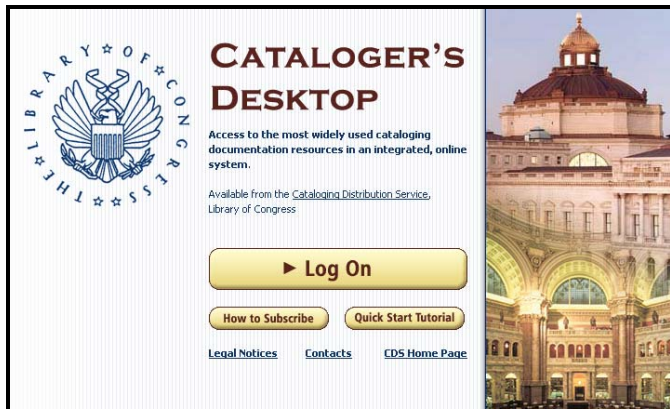 THE ★ LIBRARY ★ OF ★ CONGRESS ★ ★ ★
CATALOGER'S
DESKTOP
Access to the most widely used cataloging
documentation resources in an integrated, online
system.
Available from the Cataloging Distribution Service,
Library of Congress
► Log On
How to Subscribe Quick Start Tutorial
Legal Notices Contacts CDS Home Page